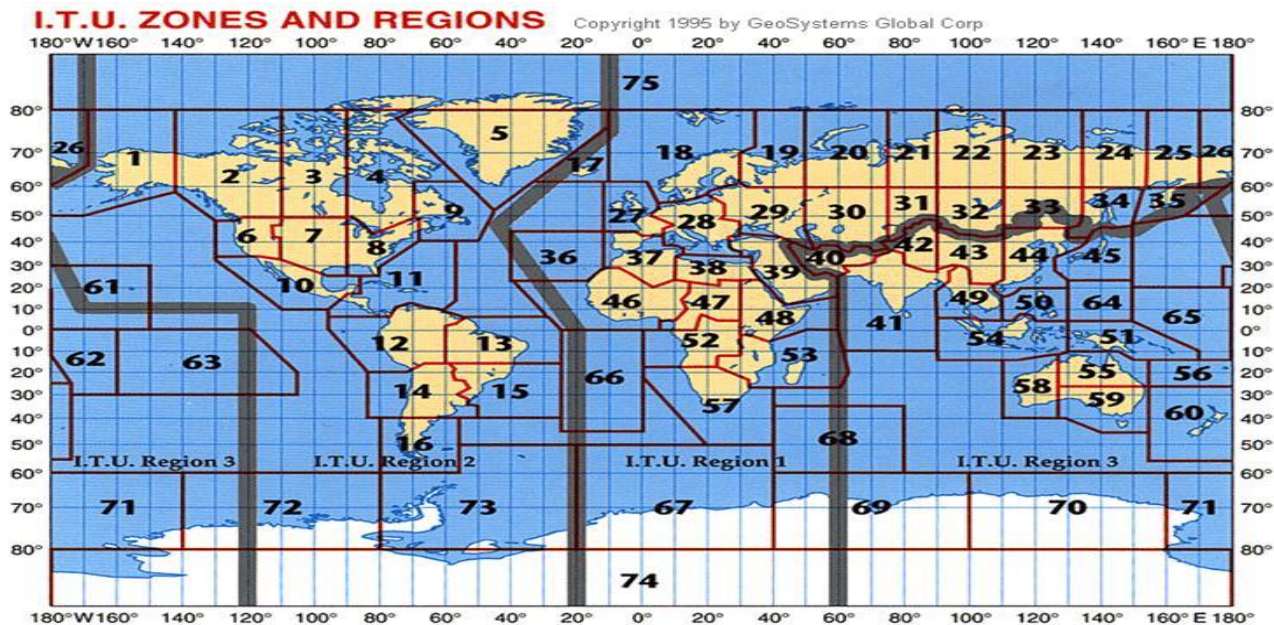 I.T.U. ZONES AND REGIONS Copyright 1995 by GeoSystems Global Corp
180°W 160° 140° 120° 100° 80° 60° 40° 20° 0° 20° 40° 60° 80° 100° 120° 140° 160° E 180°
75
80° 80°
5
26 1 17 18 19 20 21 22 23 24 25 26
70° 70°
2 3 4
60° 60°
9 27 28 29 30 31 32 33 34 35
50° 50°
6 7 8
40° 40°
36 37 38 39 40 42 43 44 45
30° 30°
61 10 11
20° 20°
46 47 48 49 50 64
10° 10°
41 65
0° 0°
62 63 12 13 52 53 54 51
10° 10°
66 55 56
20° 20°
14 15 58
30° 30°
57 59 60
40° 40°
16 68
50° 50°
I.T.U. Region 3 I.T.U. Region 2 I.T.U. Region 1 I.T.U. Region 3
60° 60°
71 72 73 67 69 70 71
70° 70°
80° 80°
74
180°W 160° 140° 120° 100° 80° 60° 40° 20° 0° 20° 40° 60° 80° 100° 120° 140° 160° E 180°